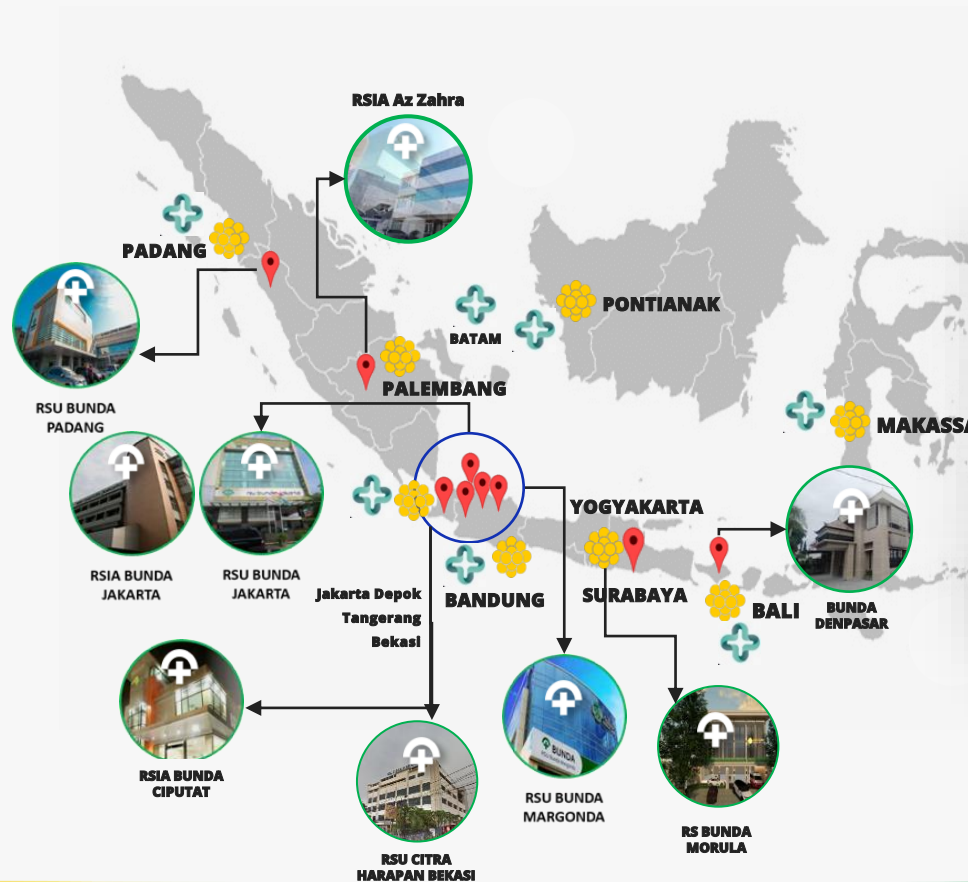 RSIA Az Zahra
PADANG
PONTIANAK
BATAM
PALEMBANG
RSU BUNDA
PADANG
MAKASSA
YOGYAKARTA
RSIA BUNDA
JAKARTA
RSU BUNDA
JAKARTA
Jakarta Depok
Tangerang
Bekasi
BANDUNG
SURABAYA
BALI
BUNDA
DENPASAR
RSIA BUNDA
CIPUTAT
BUNDA
RSU BUNDA
MARGONDA
RS BUNDA
MORULA
RSU CITRA
HARAPAN BEKASI